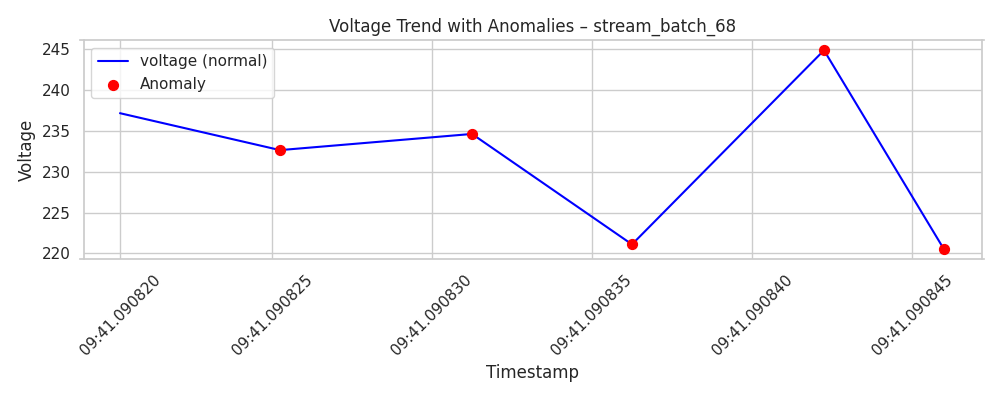 Voltage Trend with Anomalies – stream_batch_68
voltage (normal)
Anomaly
Voltage
245
240
235
230
225
220
09:41.090820
09:41.090825
09:41.090830
09:41.090835
09:41.090840
09:41.090845
Timestamp